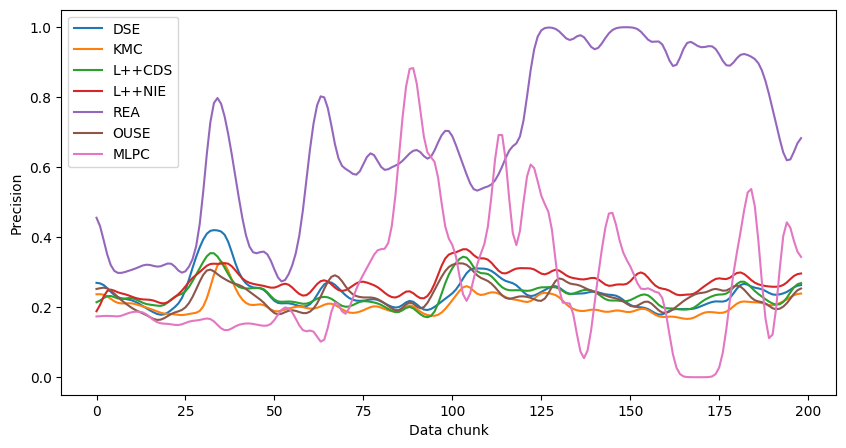 DSE
KMC
L++CDS
L++NIE
REA
OUSE
MLPC
1.0
0.8
0.6
0.4
0.2
0.0
Precision
0 25 50 75 100 125 150 175 200
Data chunk